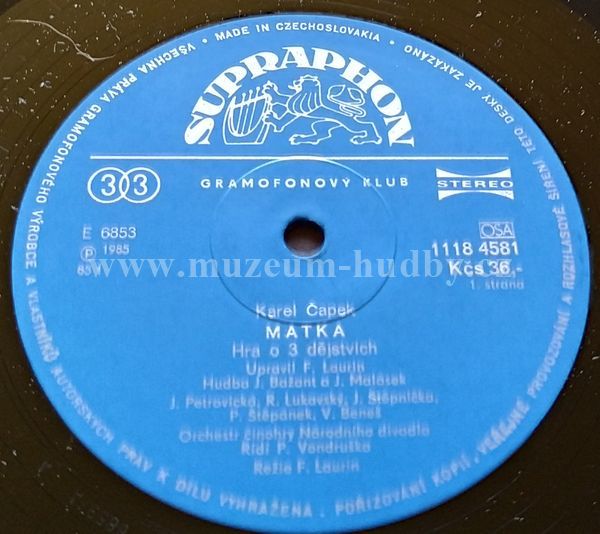 VŠECHNA PRÁVA GRAMOFONOVÉHO VÝROBCE A VLASTNÍKŮ AUTORSKÝCH PRÁV K DÍLU VYHRAŽENA . POŘIZOVÁNÍ KOPIÍ, VEŘEJNÉ PROVOZOVÁNÍ A ROZHLASOVÉ ŠÍŘENÍ TÉTO DESKY JE ZAKÁZÁNO
• MADE IN CZECHOSLOVAKIA •
SUPRAPHON
33
GRAMOFONOVÝ KLUB
STEREO
E 6853
Ⓟ 1985
OSA
1118 4581
Kčs 36,-
1. strana
www.muzeum-hudby.cz
Karel Čapek
MATKA
Hra o 3 dějstvích
Upravil F. Laurin
Hudba J. Bažant a J. Malásek
J. Petrovická, R. Lukavský, J. Štěpnička,
P. Štěpánek, V. Beneš
Orchestr činohry Národního divadla
Řídí P. Vondruška
Režie F. Laurin